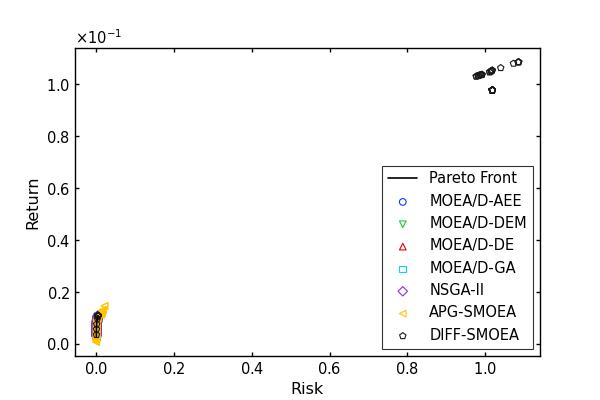 ×10⁻¹
1.0
0.8
0.6
0.4
0.2
0.0
Return
Pareto Front
MOEA/D-AEE
MOEA/D-DEM
MOEA/D-DE
MOEA/D-GA
NSGA-II
APG-SMOEA
DIFF-SMOEA
0.0 0.2 0.4 0.6 0.8 1.0
Risk